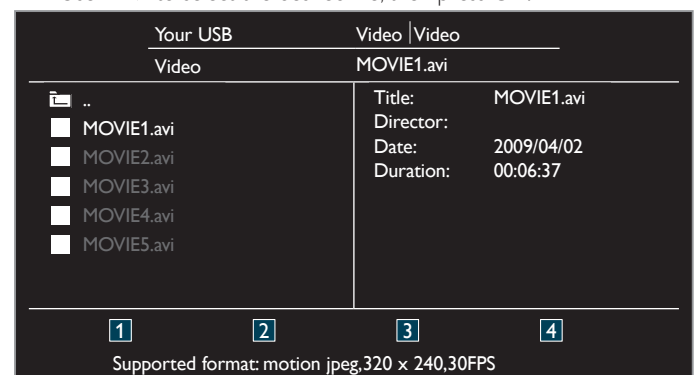 Your USB Video | Video
Video MOVIE1.avi
..
MOVIE1.avi
MOVIE2.avi
MOVIE3.avi
MOVIE4.avi
MOVIE5.avi
Title: MOVIE1.avi
Director:
Date: 2009/04/02
Duration: 00:06:37
1 2 3 4
Supported format: motion jpeg,320 x 240,30FPS